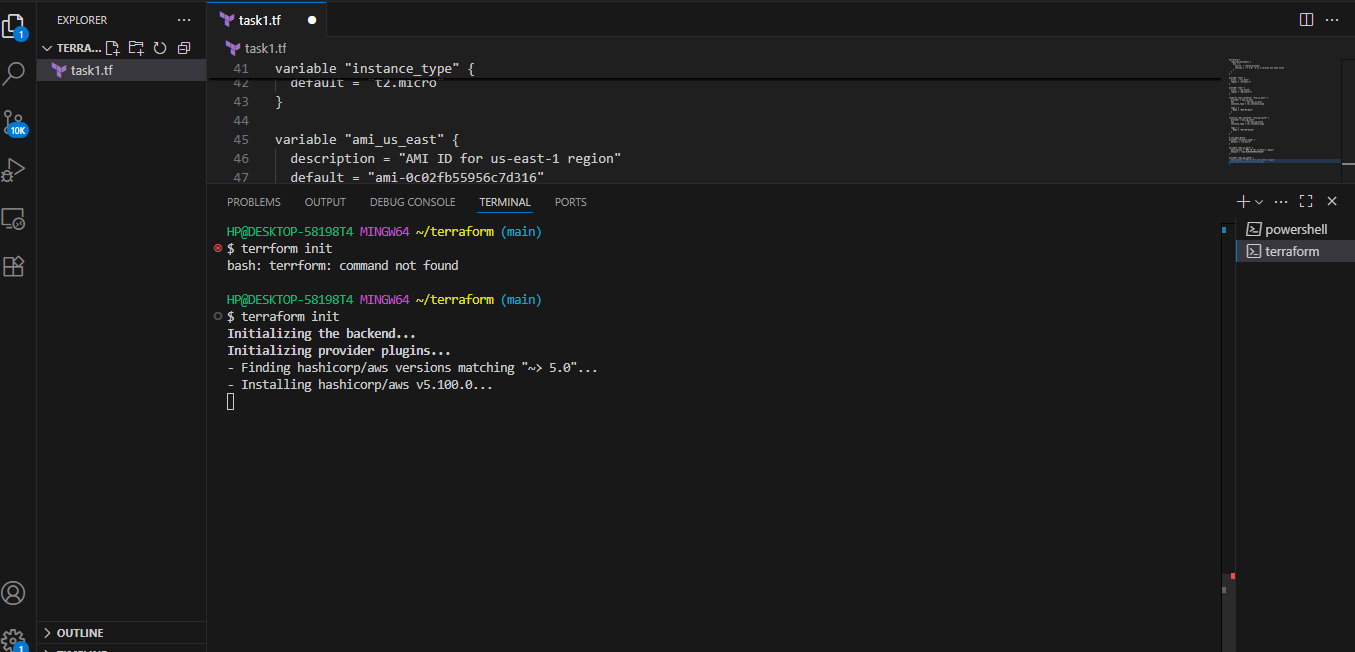 EXPLORER
TERRA...
task1.tf
OUTLINE
1
10K
1
task1.tf
task1.tf
41 variable "instance_type" {
42 default = "t2.micro"
43 }
44
45 variable "ami_us_east" {
46 description = "AMI ID for us-east-1 region"
47 default = "ami-0c02fb55956c7d316"
PROBLEMS OUTPUT DEBUG CONSOLE TERMINAL PORTS
HP@DESKTOP-58198T4 MINGW64 ~/terraform (main)
$ terrform init
bash: terrform: command not found
HP@DESKTOP-58198T4 MINGW64 ~/terraform (main)
$ terraform init
Initializing the backend...
Initializing provider plugins...
- Finding hashicorp/aws versions matching "~> 5.0"...
- Installing hashicorp/aws v5.100.0...
powershell
terraform